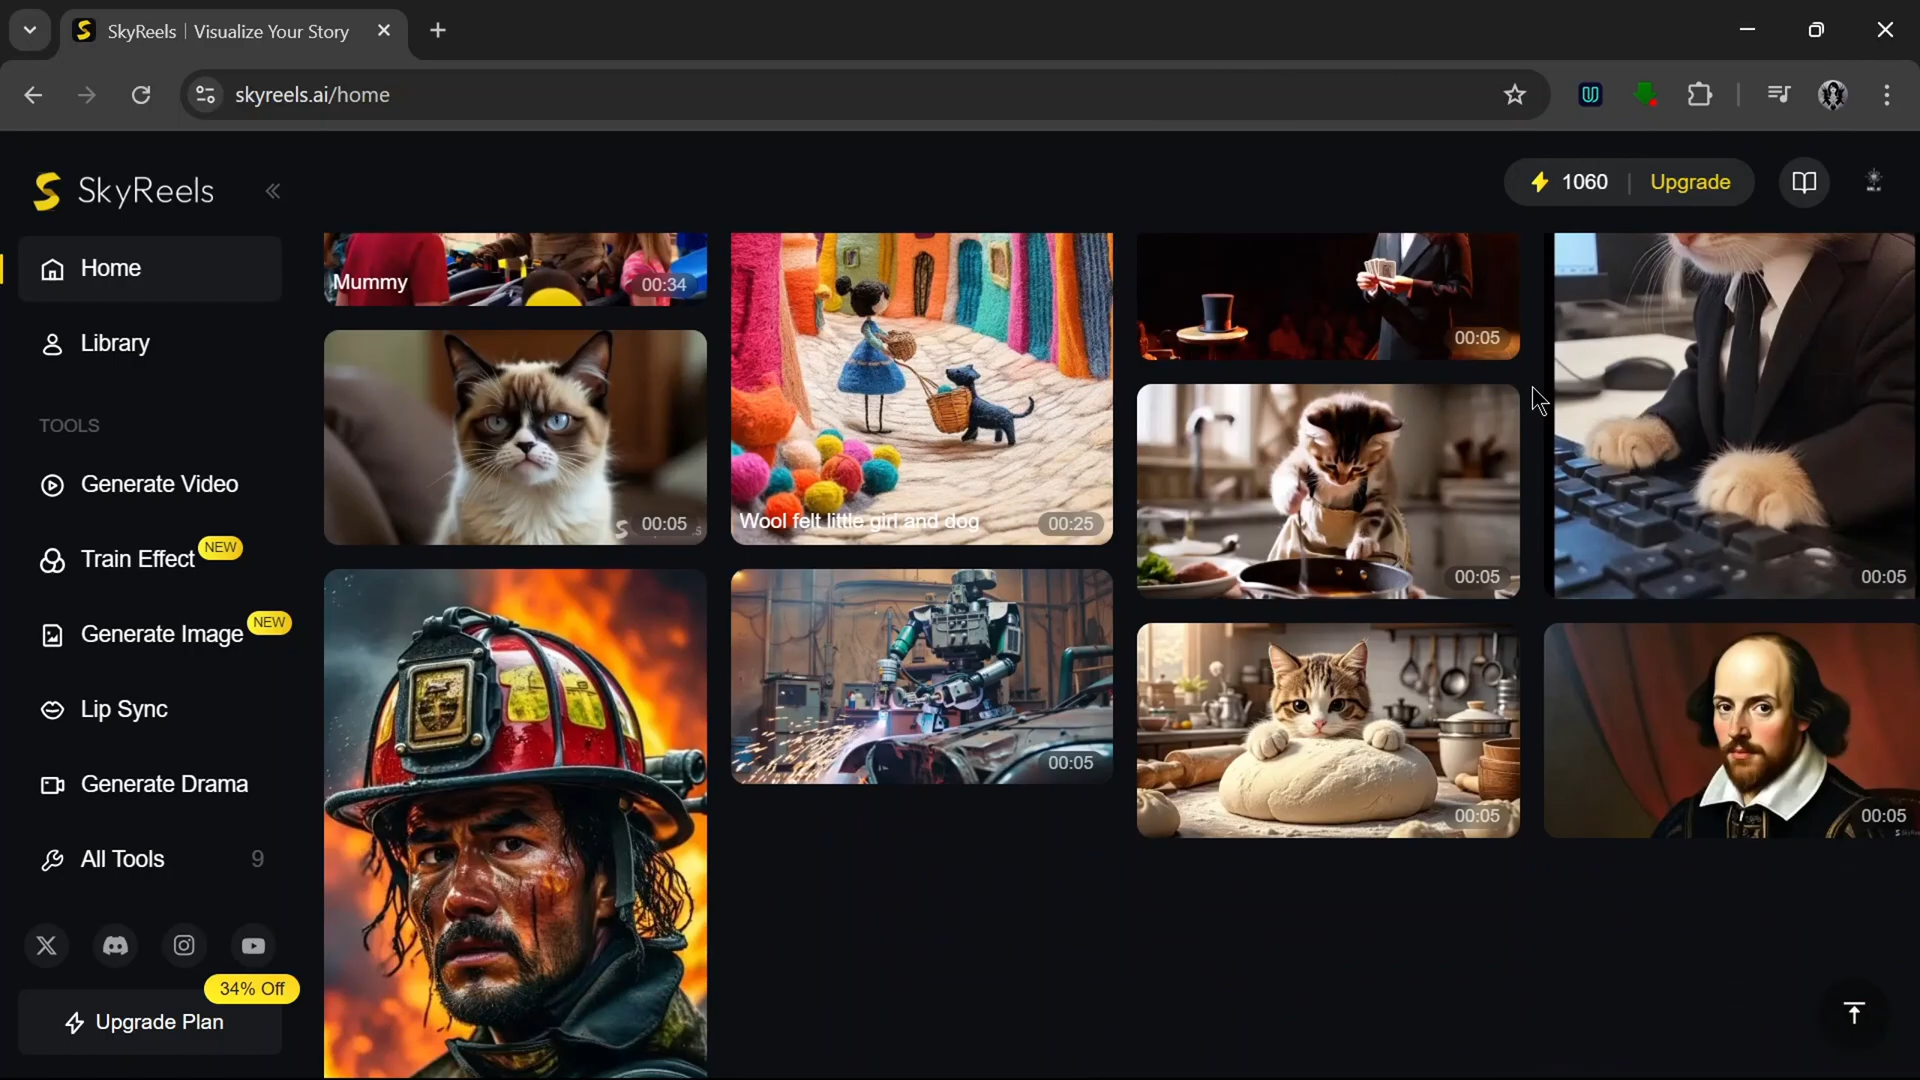 SkyReels | Visualize Your Story
skyreels.ai/home
SkyReels
1060
Upgrade
Home
Library
TOOLS
Generate Video
Train Effect
NEW
Generate Image
NEW
Lip Sync
Generate Drama
All Tools
9
34% Off
Upgrade Plan
Mummy
00:34
00:05
Wool felt little girl and dog
00:25
00:05
00:05
00:05
00:05
00:05
00:05